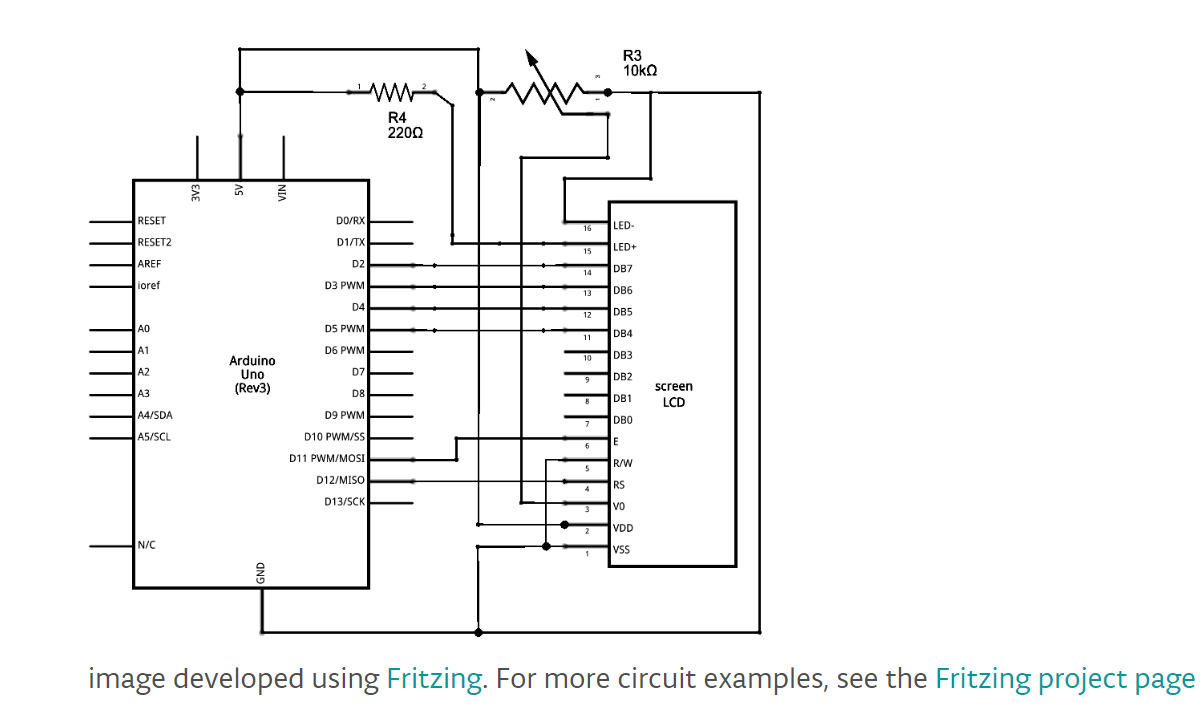 R3
10kΩ
1
2
2
3
1
R4
220Ω
3V3
5V
VIN
RESET
RESET2
AREF
ioref
A0
A1
A2
A3
A4/SDA
A5/SCL
N/C
Arduino
Uno
(Rev3)
GND
D0/RX
D1/TX
D2
D3 PWM
D4
D5 PWM
D6 PWM
D7
D8
D9 PWM
D10 PWM/SS
D11 PWM/MOSI
D12/MISO
D13/SCK
16 LED-
15 LED+
14 DB7
13 DB6
12 DB5
11 DB4
10 DB3
9 DB2
8 DB1
7 DB0
6 E
5 R/W
4 RS
3 V0
2 VDD
1 VSS
screen
LCD
image developed using Fritzing. For more circuit examples, see the Fritzing project page